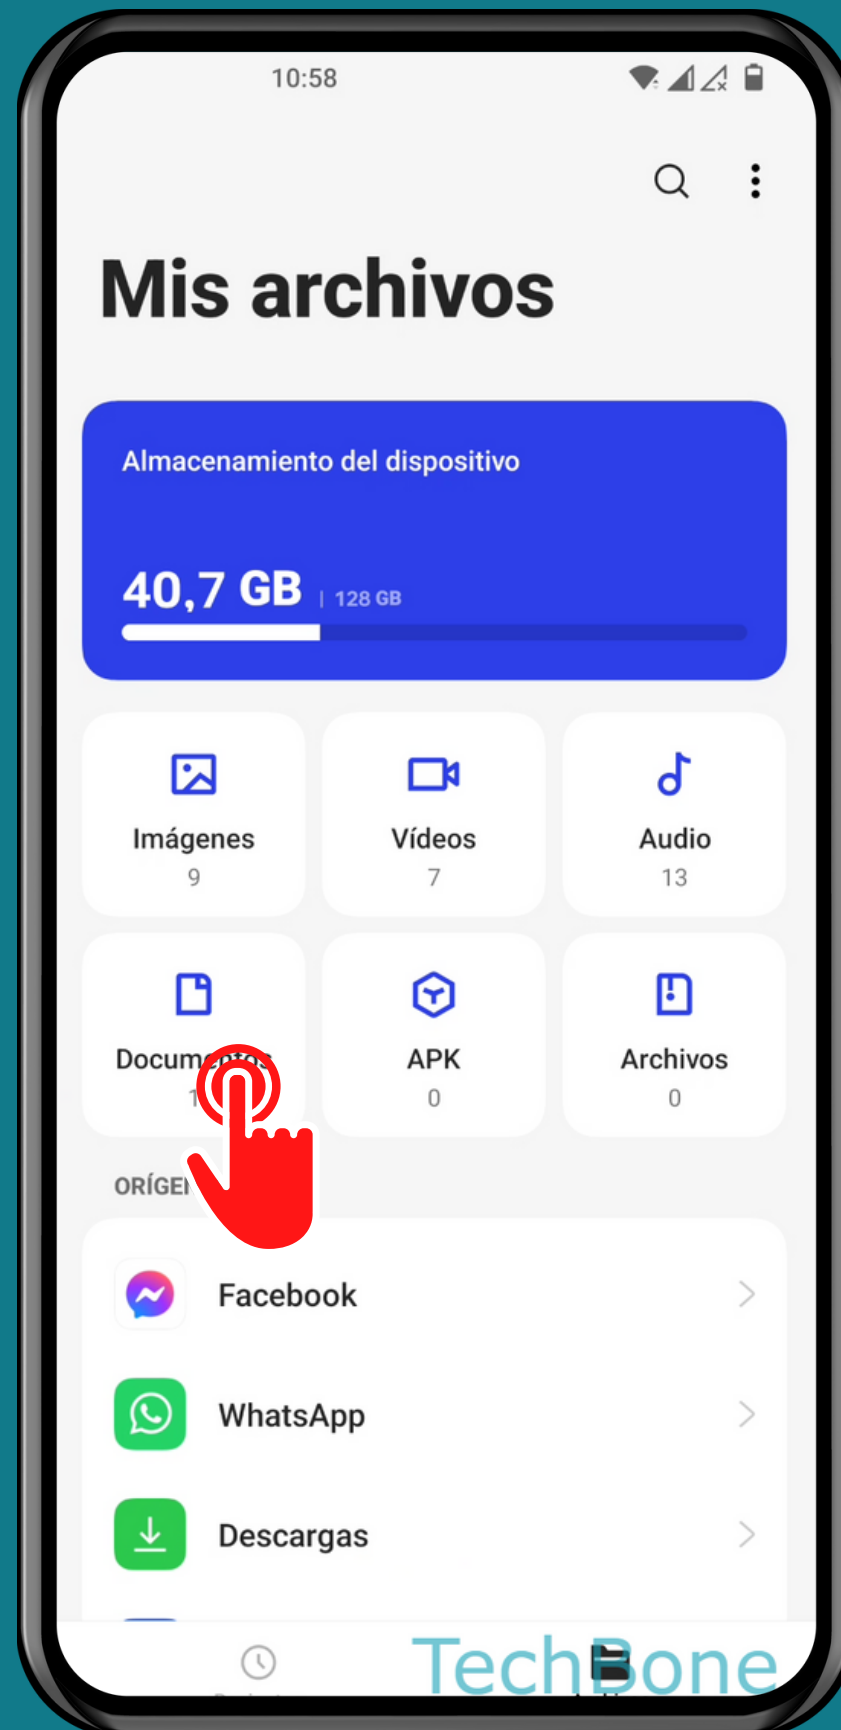 10:58
Mis archivos
Almacenamiento del dispositivo
40,7 GB | 128 GB
Imágenes
9
Vídeos
7
Audio
13
Documentos
APK
0
Archivos
0
Facebook
WhatsApp
Descargas
TechBone